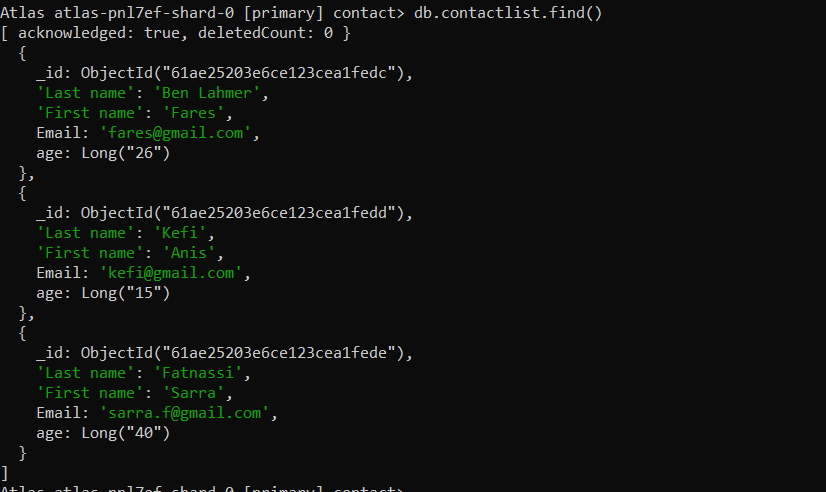 Atlas atlas-pnl7ef-shard-0 [primary] contact> db.contactlist.find()
[ acknowledged: true, deletedCount: 0 }
  {
    _id: ObjectId("61ae25203e6ce123cea1fedc"),
    'Last name': 'Ben Lahmer',
    'First name': 'Fares',
    Email: 'fares@gmail.com',
    age: Long("26")
  },
  {
    _id: ObjectId("61ae25203e6ce123cea1fedd"),
    'Last name': 'Kefi',
    'First name': 'Anis',
    Email: 'kefi@gmail.com',
    age: Long("15")
  },
  {
    _id: ObjectId("61ae25203e6ce123cea1fede"),
    'Last name': 'Fatnassi',
    'First name': 'Sarra',
    Email: 'sarra.f@gmail.com',
    age: Long("40")
  }
]
Atlas atlas-pnl7ef-shard-0 [primary] contact>